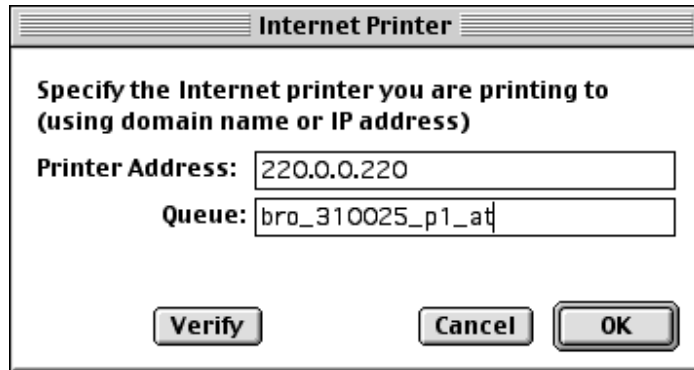 Internet Printer
Specify the Internet printer you are printing to
(using domain name or IP address)
Printer Address: 220.0.0.220
Queue: bro_310025_p1_at
Verify Cancel OK